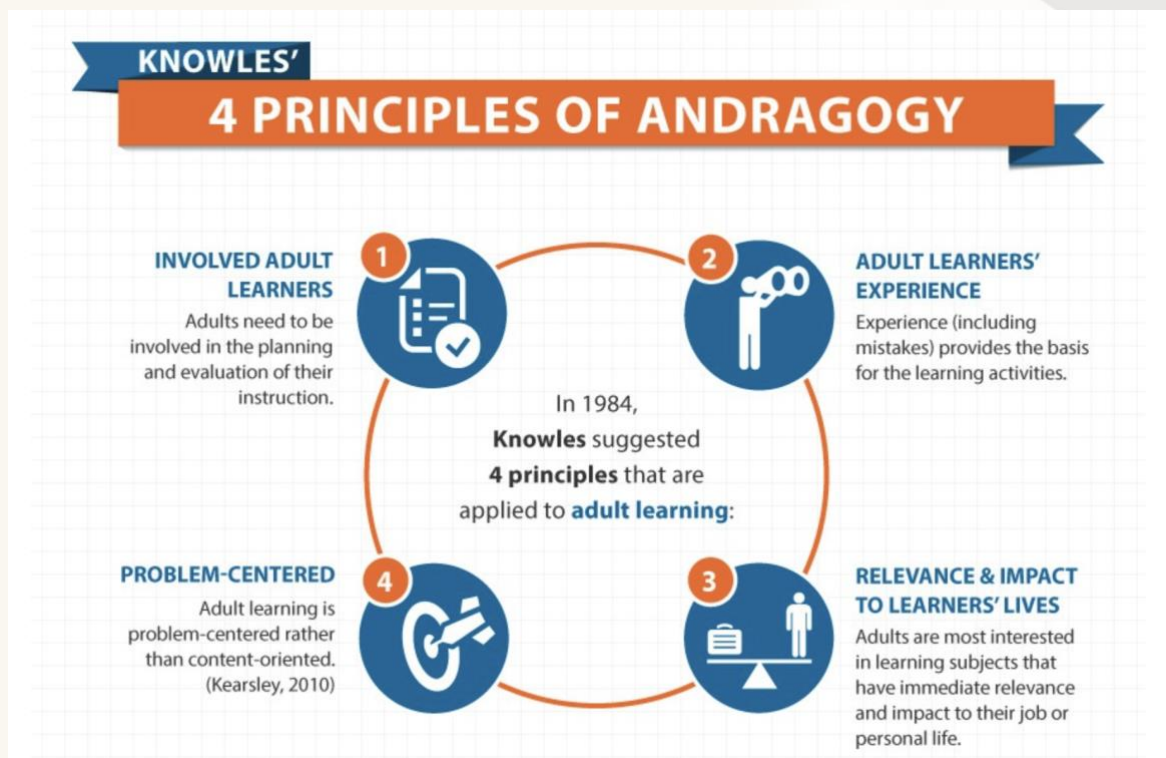 KNOWLES’
4 PRINCIPLES OF ANDRAGOGY
1
INVOLVED ADULT
LEARNERS
Adults need to be
involved in the planning
and evaluation of their
instruction.
2
ADULT LEARNERS’
EXPERIENCE
Experience (including
mistakes) provides the basis
for the learning activities.
In 1984,
Knowles suggested
4 principles that are
applied to adult learning:
3
RELEVANCE & IMPACT
TO LEARNERS’ LIVES
Adults are most interested
in learning subjects that
have immediate relevance
and impact to their job or
personal life.
4
PROBLEM-CENTERED
Adult learning is
problem-centered rather
than content-oriented.
(Kearsley, 2010)